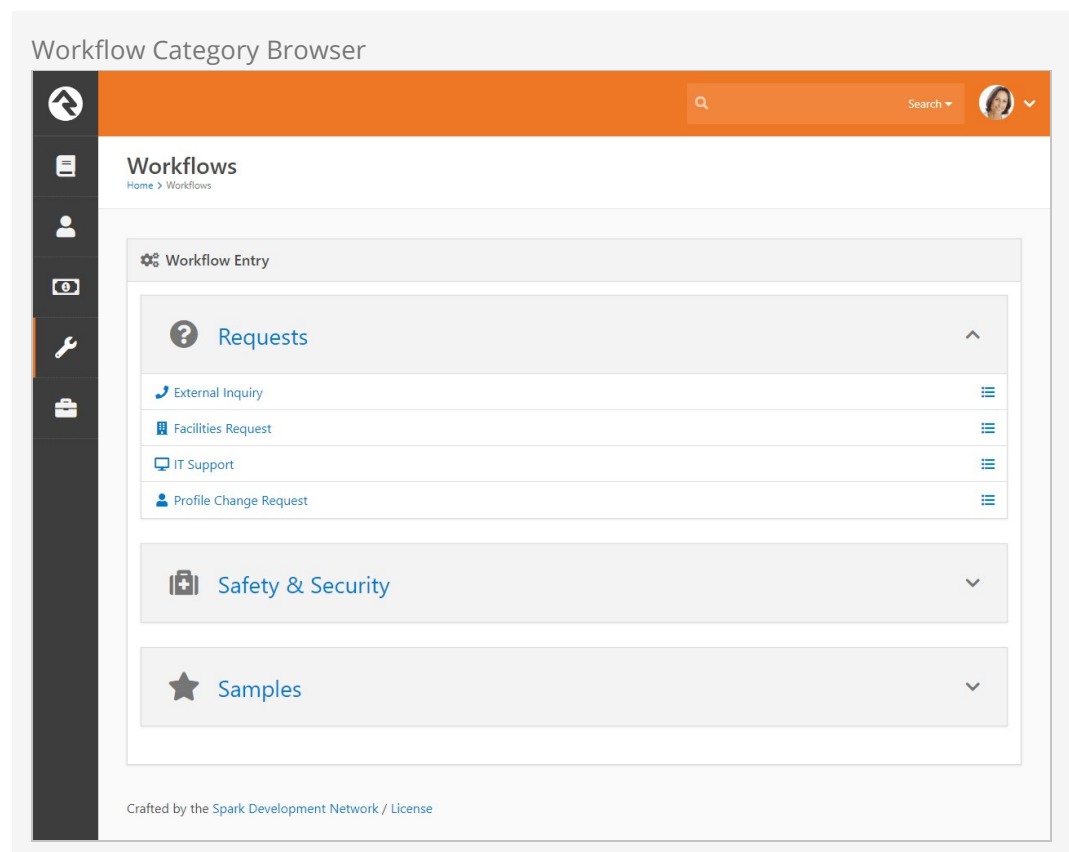 Workflow Category Browser
Search
Workflows
Home > Workflows
Workflow Entry
Requests
External Inquiry
Facilities Request
IT Support
Profile Change Request
Safety & Security
Samples
Crafted by the Spark Development Network / License